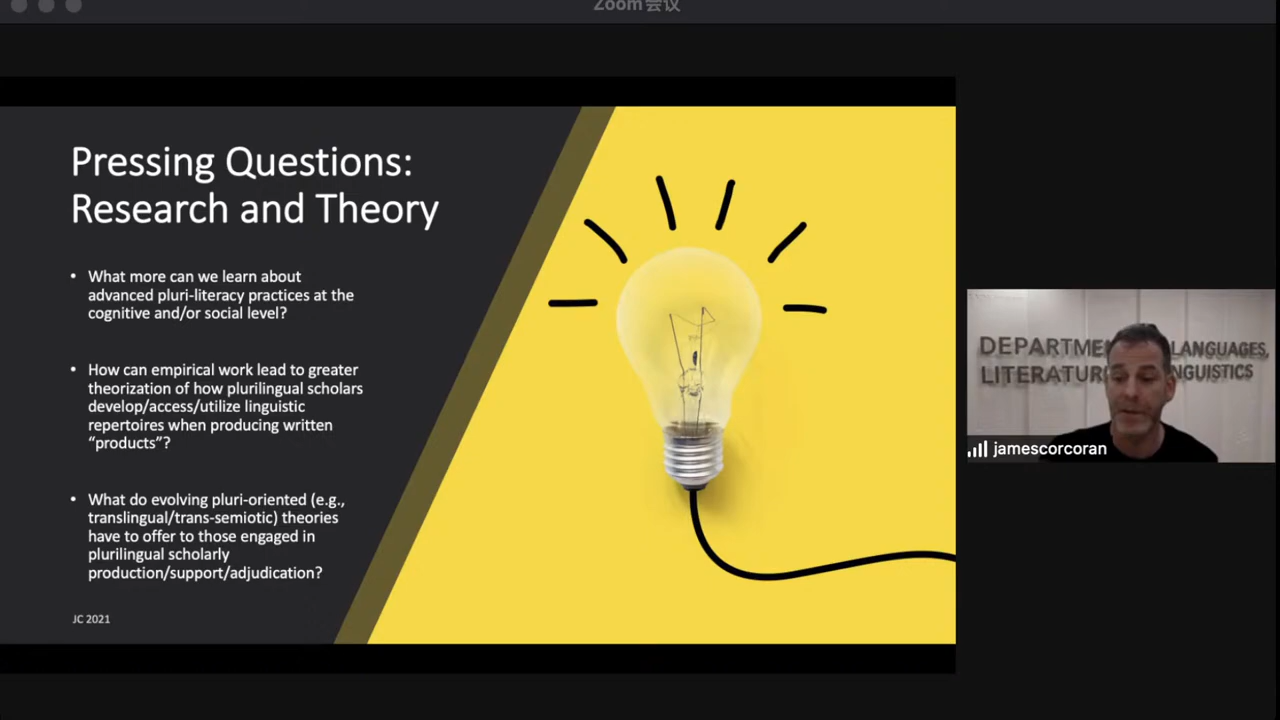 Zoom会议
Pressing Questions:
Research and Theory
• What more can we learn about
advanced pluri-literacy practices at the
cognitive and/or social level?
• How can empirical work lead to greater
theorization of how plurilingual scholars
develop/access/utilize linguistic
repertoires when producing written
“products”?
• What do evolving pluri-oriented (e.g.,
translingual/trans-semiotic) theories
have to offer to those engaged in
plurilingual scholarly
production/support/adjudication?
JC 2021
DEPARTME LANGUAGES,
LITERATUR NGUISTICS
jamescorcoran